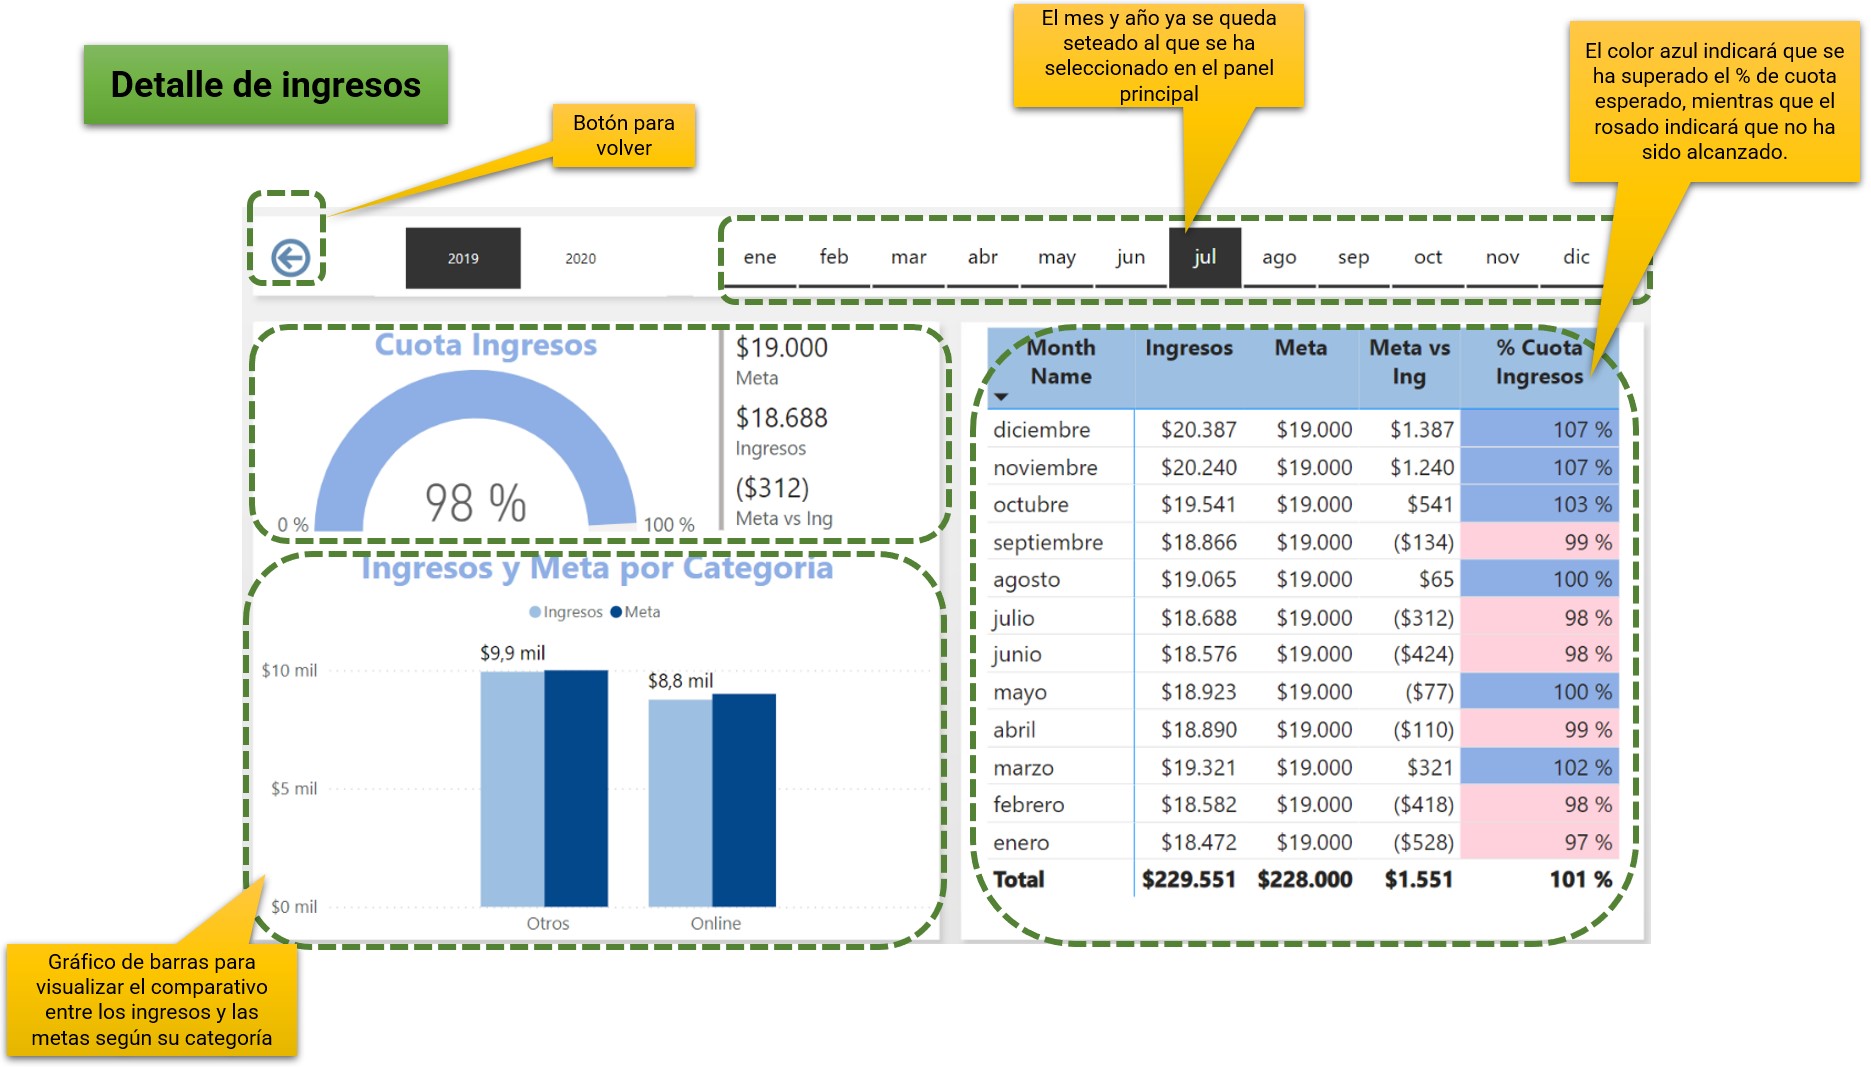 Detalle de ingresos
Botón para
volver
El mes y año ya se queda
seteado al que se ha
seleccionado en el panel
principal
El color azul indicará que se
ha superado el % de cuota
esperado, mientras que el
rosado indicará que no ha
sido alcanzado.
2019 2020
ene feb mar abr may jun jul ago sep oct nov dic
Cuota Ingresos
98 %
0 %
100 %
$19.000
Meta
$18.688
Ingresos
($312)
Meta vs Ing
Ingresos y Meta por Categoría
Ingresos Meta
$10 mil
$5 mil
$0 mil
$9,9 mil
$8,8 mil
Otros Online
Gráfico de barras para
visualizar el comparativo
entre los ingresos y las
metas según su categoría
Month Ingresos Meta Meta vs % Cuota
Name Ing Ingresos
diciembre $20.387 $19.000 $1.387 107 %
noviembre $20.240 $19.000 $1.240 107 %
octubre $19.541 $19.000 $541 103 %
septiembre $18.866 $19.000 ($134) 99 %
agosto $19.065 $19.000 $65 100 %
julio $18.688 $19.000 ($312) 98 %
junio $18.576 $19.000 ($424) 98 %
mayo $18.923 $19.000 ($77) 100 %
abril $18.890 $19.000 ($110) 99 %
marzo $19.321 $19.000 $321 102 %
febrero $18.582 $19.000 ($418) 98 %
enero $18.472 $19.000 ($528) 97 %
Total $229.551 $228.000 $1.551 101 %